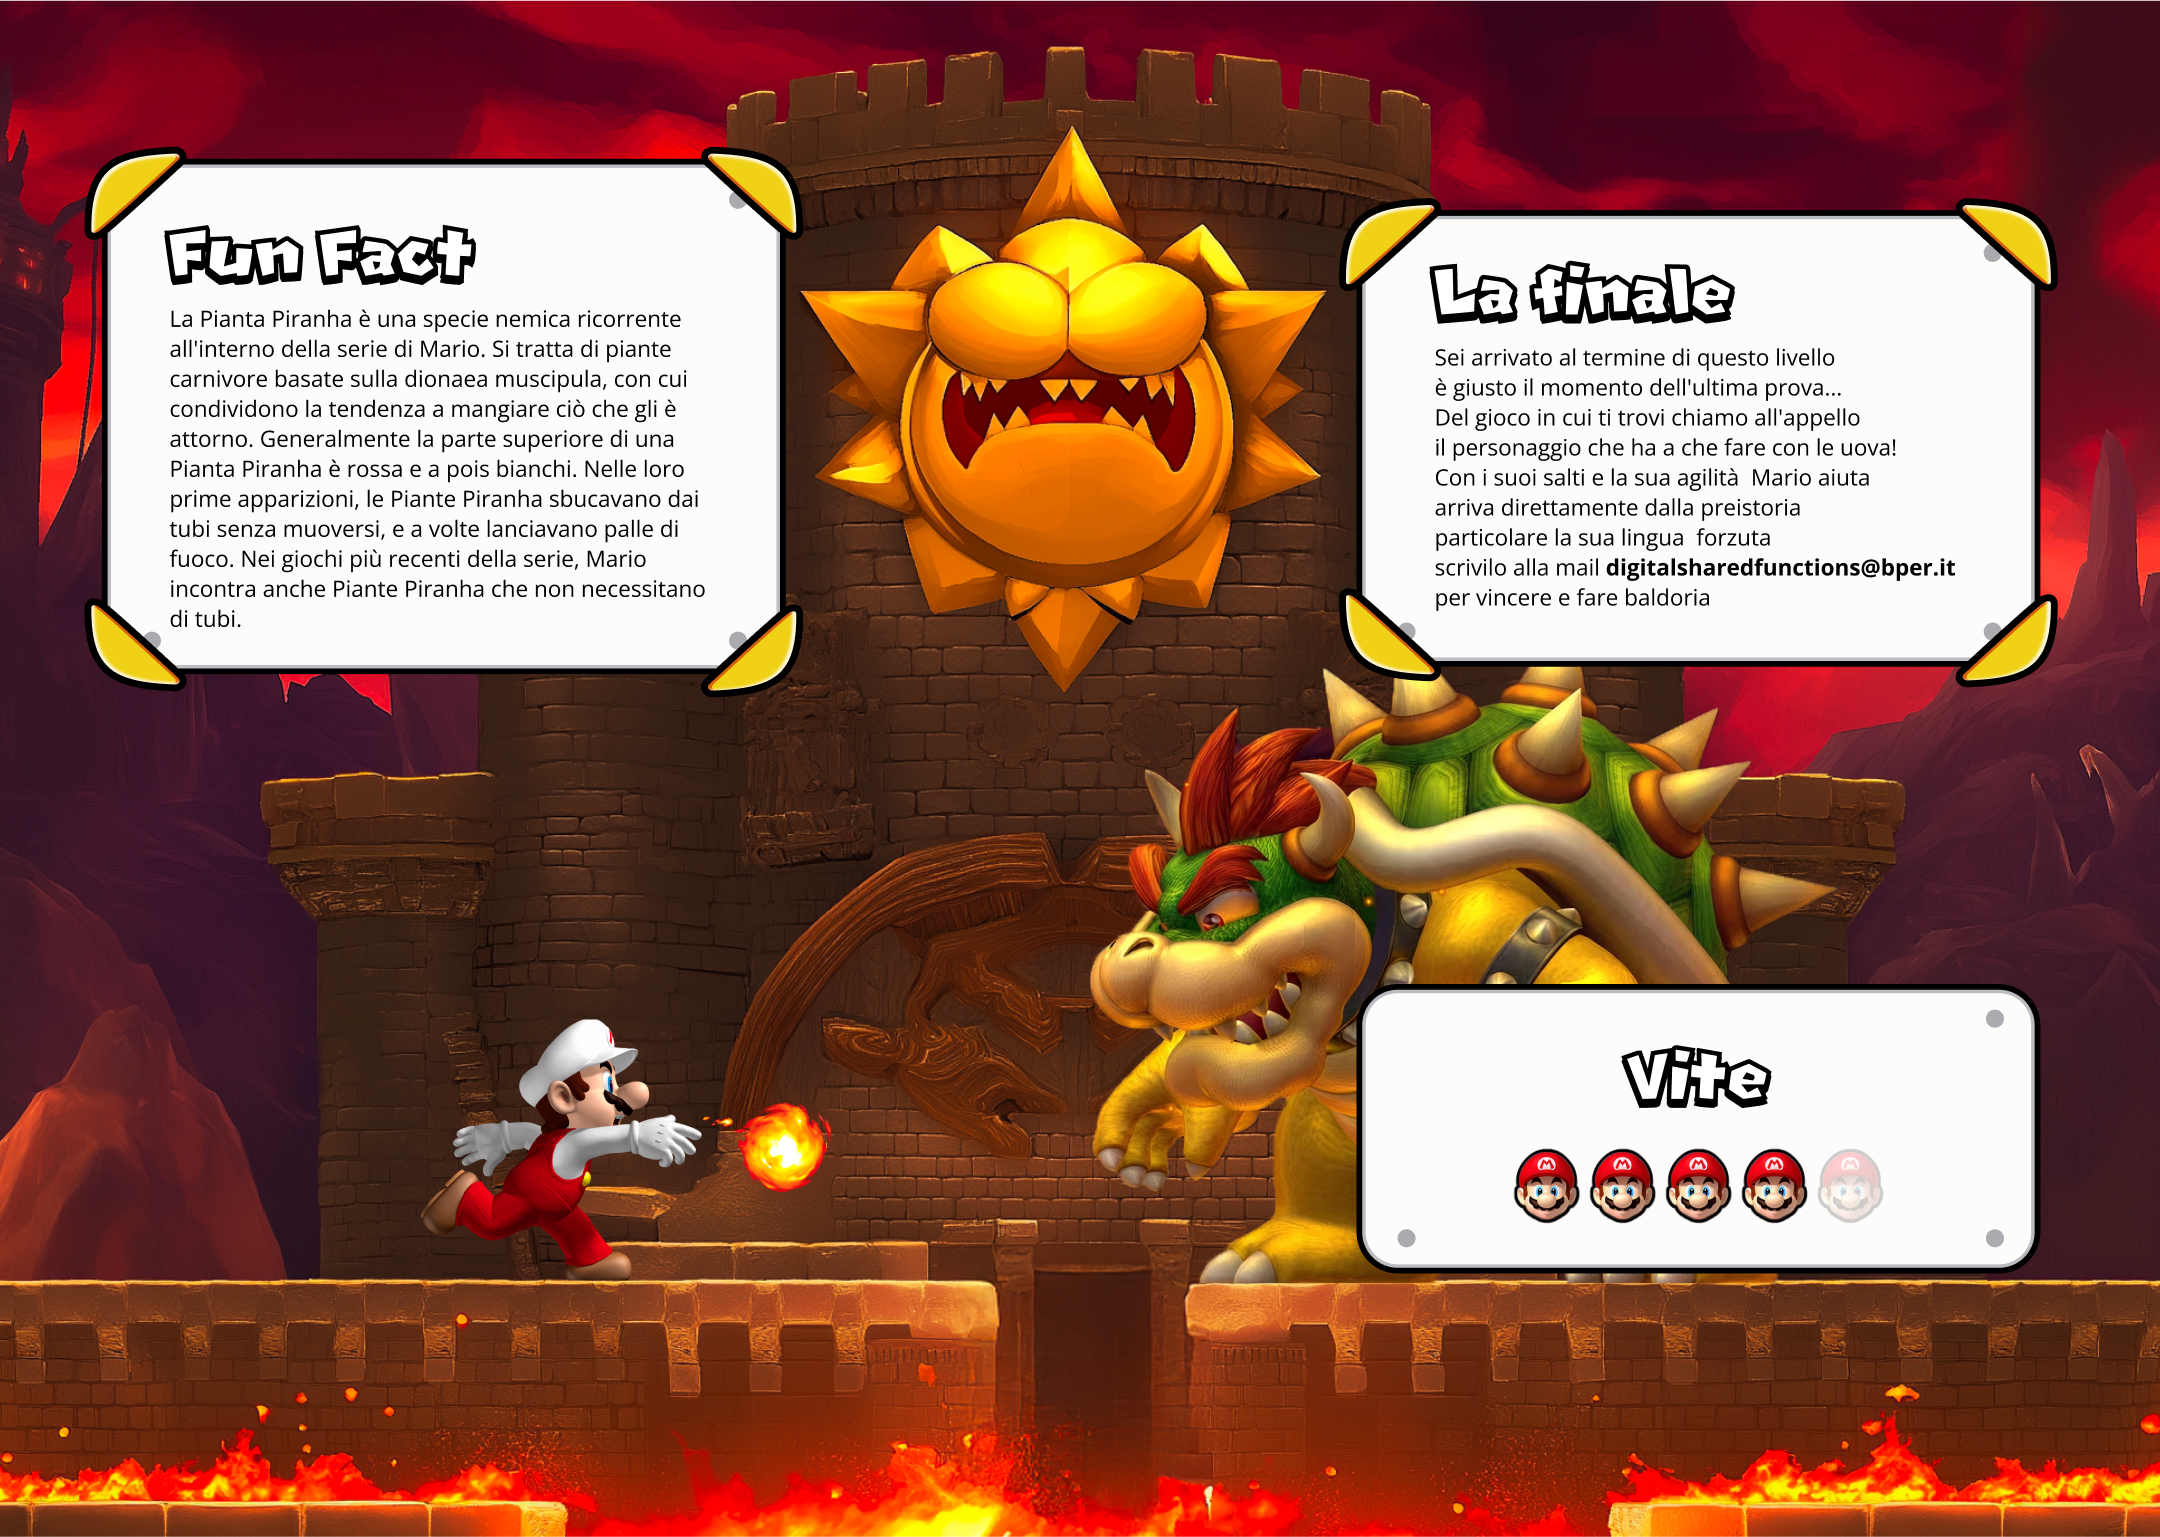 Fun Fact
La Pianta Piranha è una specie nemica ricorrente
all'interno della serie di Mario. Si tratta di piante
carnivore basate sulla dionaea muscipula, con cui
condividono la tendenza a mangiare ciò che gli è
attorno. Generalmente la parte superiore di una
Pianta Piranha è rossa e a pois bianchi. Nelle loro
prime apparizioni, le Piante Piranha sbucavano dai
tubi senza muoversi, e a volte lanciavano palle di
fuoco. Nei giochi più recenti della serie, Mario
incontra anche Piante Piranha che non necessitano
di tubi.
La finale
Sei arrivato al termine di questo livello
è giusto il momento dell'ultima prova...
Del gioco in cui ti trovi chiamo all'appello
il personaggio che ha a che fare con le uova!
Con i suoi salti e la sua agilità  Mario aiuta
arriva direttamente dalla preistoria
particolare la sua lingua  forzuta
scrivilo alla mail digitalsharedfunctions@bper.it
per vincere e fare baldoria
Vite
M M M M M